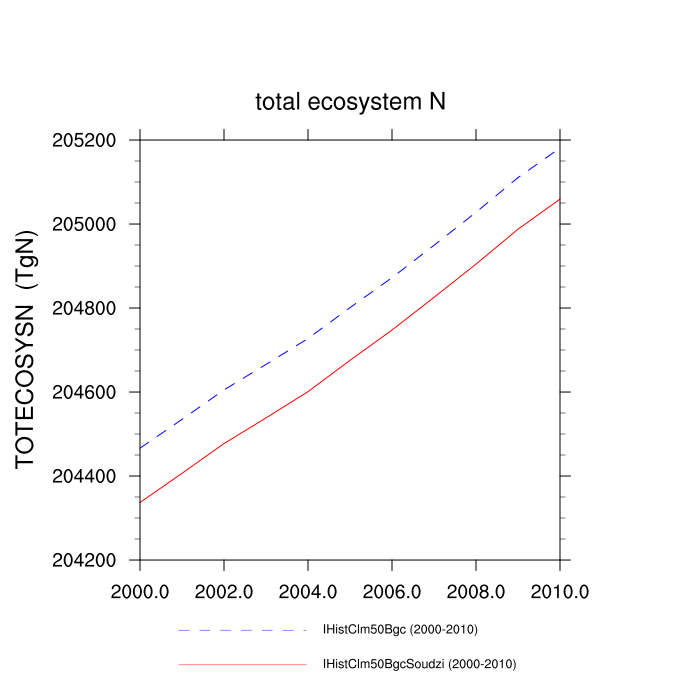 total ecosystem N
TOTECOSYSN (TgN)
205200
205000
204800
204600
204400
204200
2000.0 2002.0 2004.0 2006.0 2008.0 2010.0
IHistClm50Bgc (2000-2010)
IHistClm50BgcSoudzi (2000-2010)